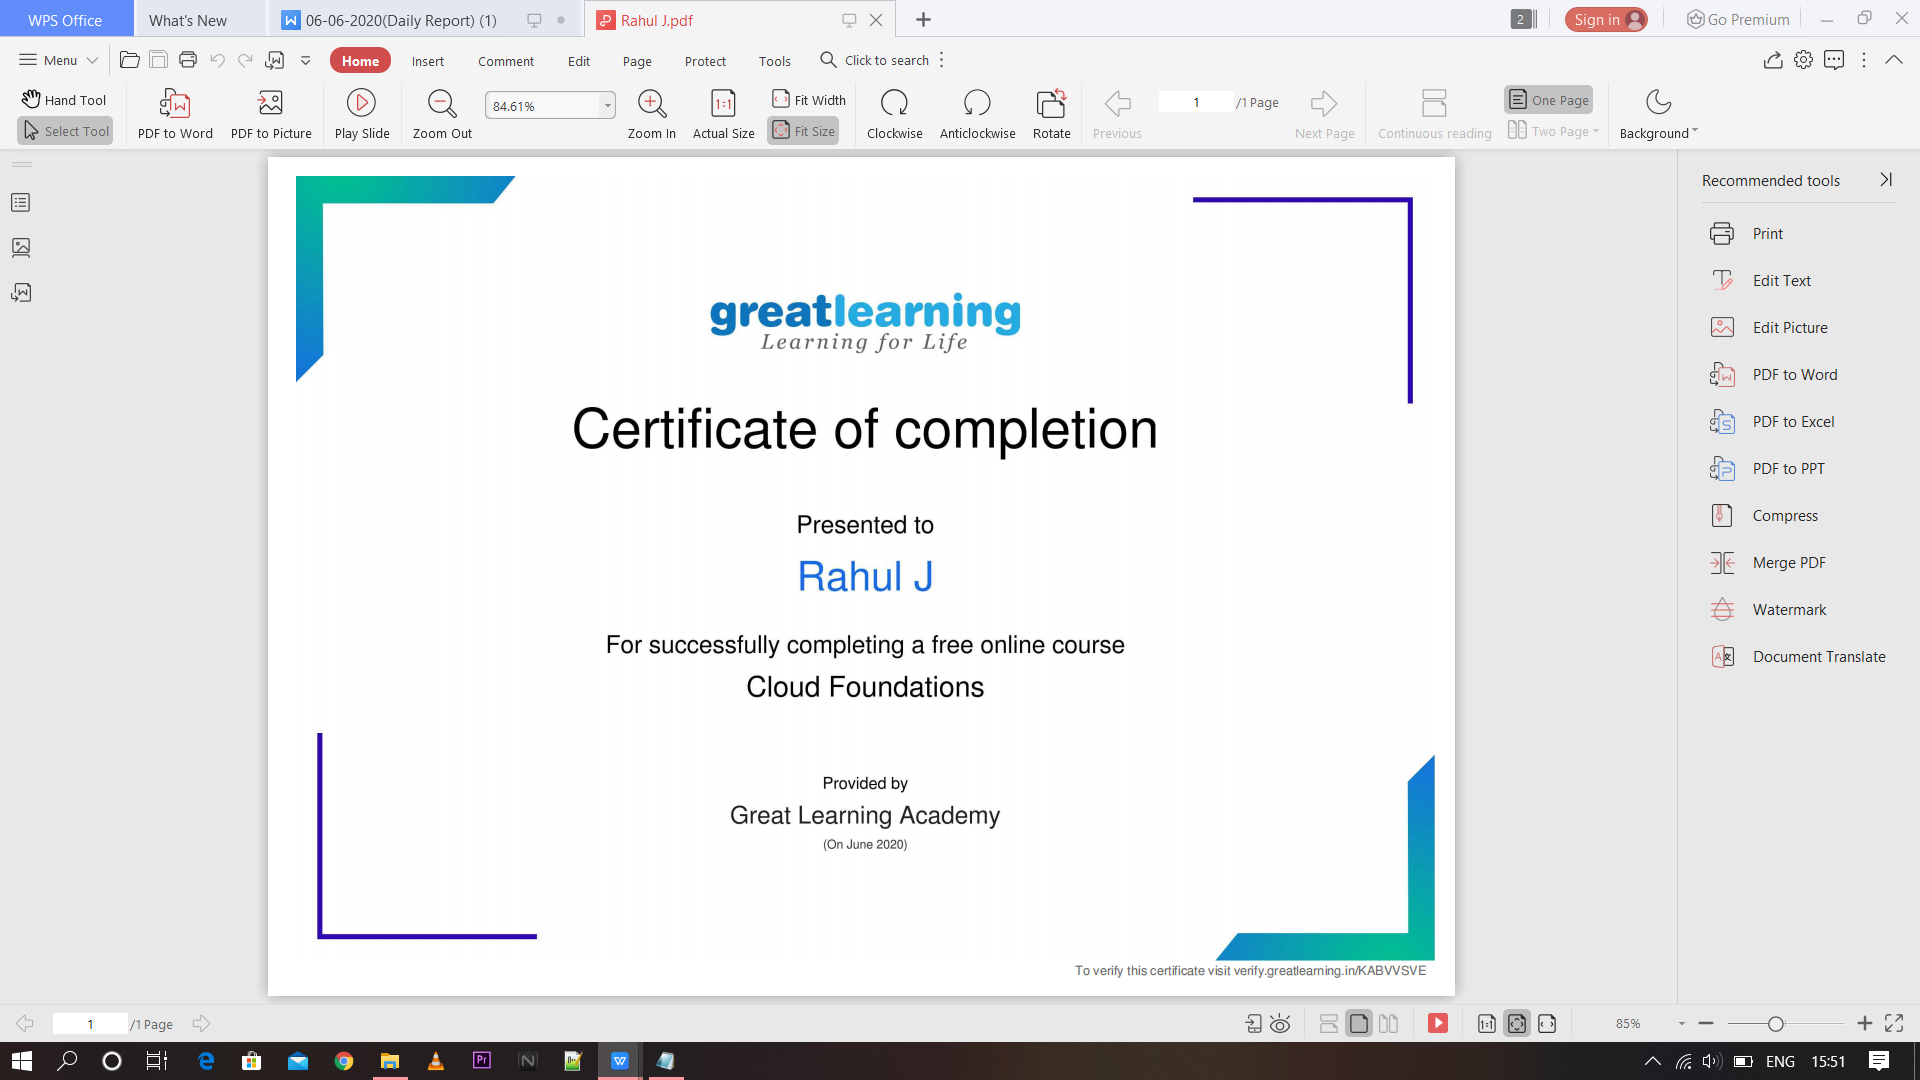 WPS Office
What's New
06-06-2020(Daily Report) (1)
Rahul J.pdf
2
Sign in
Go Premium
Menu
Home
Insert
Comment
Edit
Page
Protect
Tools
Click to search
Hand Tool
Select Tool
PDF to Word
PDF to Picture
Play Slide
Zoom Out
84.61%
Zoom In
1:1
Actual Size
Fit Width
Fit Size
Clockwise
Anticlockwise
Rotate
Previous
1 /1 Page
Next Page
Continuous reading
One Page
Two Page
Background
Recommended tools
Print
Edit Text
Edit Picture
PDF to Word
PDF to Excel
PDF to PPT
Compress
Merge PDF
Watermark
Document Translate
greatlearning
Learning for Life
Certificate of completion
Presented to
Rahul J
For successfully completing a free online course
Cloud Foundations
Provided by
Great Learning Academy
(On June 2020)
To verify this certificate visit verify.greatlearning.in/KABVVSVE
1 /1 Page
1:1
85%
Pr
ENG
15:51